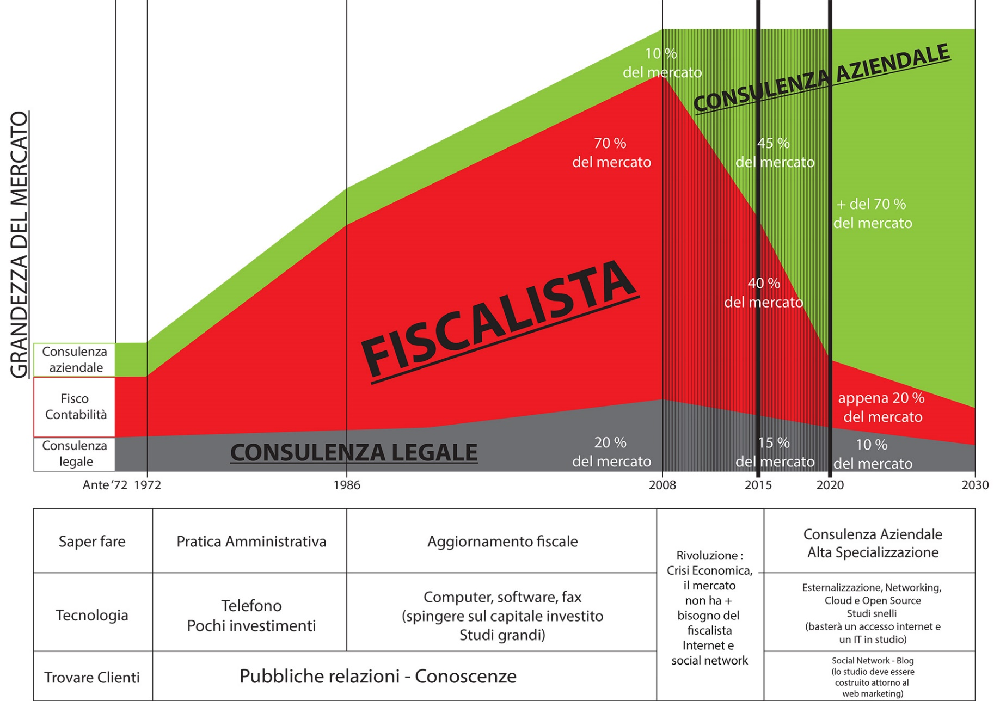 GRANDEZZA DEL MERCATO
10 %
del mercato
CONSULENZA AZIENDALE
70 %
del mercato
45 %
del mercato
+ del 70 %
del mercato
FISCALISTA
40 %
del mercato
Consulenza
aziendale
Fisco
Contabilità
appena 20 %
del mercato
Consulenza
legale
CONSULENZA LEGALE
20 %
del mercato
15 %
del mercato
10 %
del mercato
Ante '72
1972
1986
2008
2015
2020
2030
Saper fare
Pratica Amministrativa
Aggiornamento fiscale
Rivoluzione :
Crisi Economica,
il mercato
non ha +
bisogno del
fiscalista
Internet e
social network
Consulenza Aziendale
Alta Specializzazione
Tecnologia
Telefono
Pochi investimenti
Computer, software, fax
(spingere sul capitale investito
Studi grandi)
Esternalizzazione, Networking,
Cloud e Open Source
Studi snelli
(basterà un accesso internet e
un IT in studio)
Trovare Clienti
Pubbliche relazioni - Conoscenze
Social Network - Blog
(lo studio deve essere
costruito attorno al
web marketing)